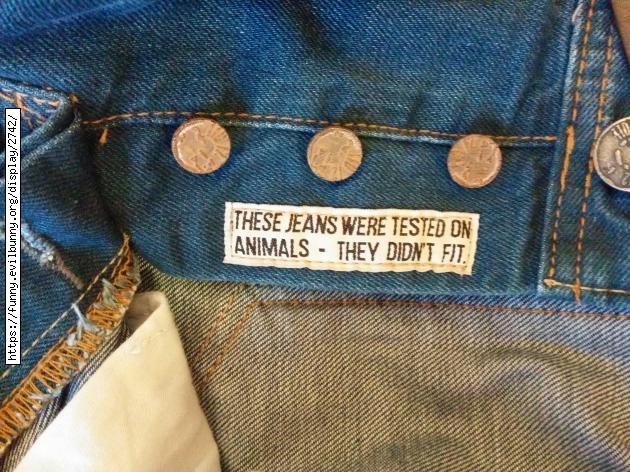 https://funny.evilbunny.org/display/2742/
THESE JEANS WERE TESTED ON
ANIMALS - THEY DIDN'T FIT.